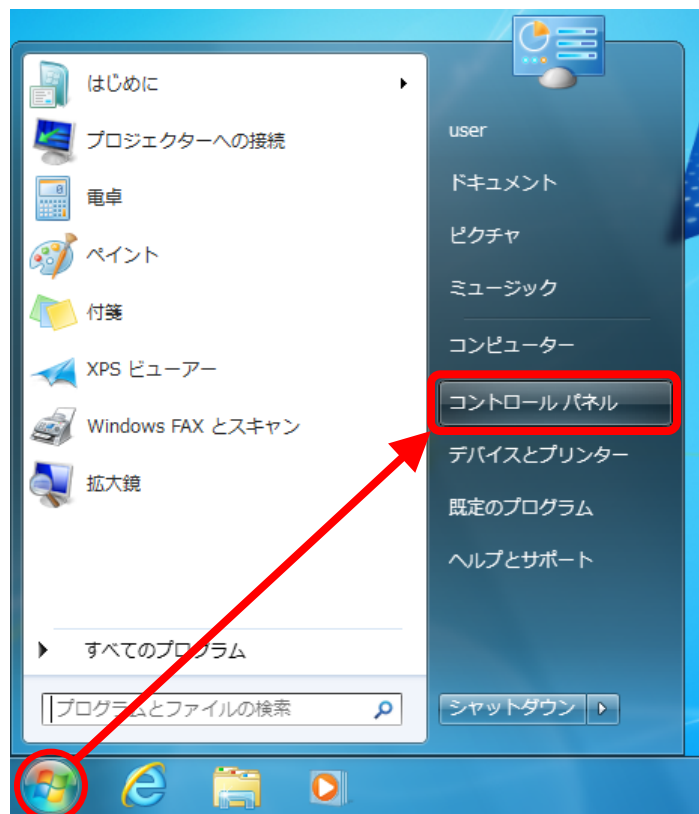 はじめに
プロジェクターへの接続
電卓
ペイント
付箋
XPS ビューアー
Windows FAX とスキャン
拡大鏡
すべてのプログラム
プログラムとファイルの検索
user
ドキュメント
ピクチャ
ミュージック
コンピューター
コントロール パネル
デバイスとプリンター
既定のプログラム
ヘルプとサポート
シャットダウン